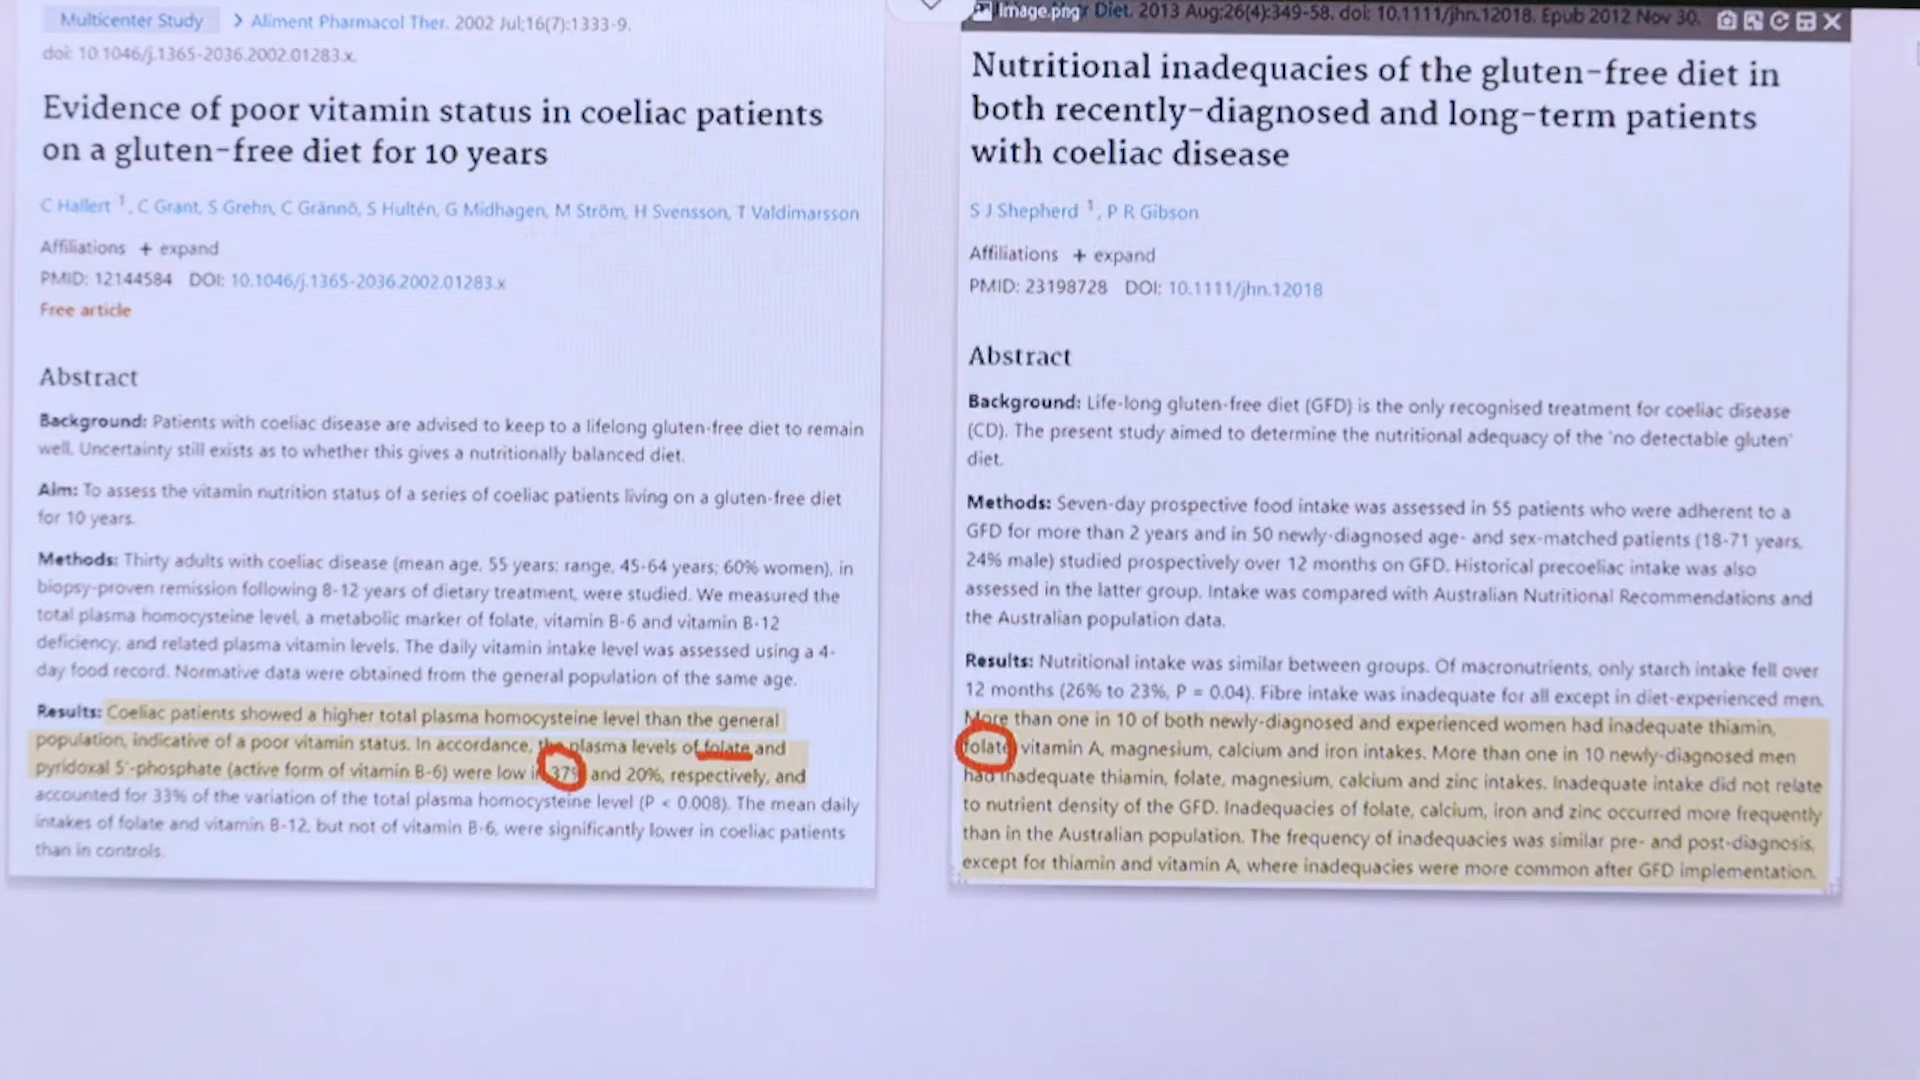 Multicenter Study > Aliment Pharmacol Ther. 2002 Jul;16(7):1333-9.
doi: 10.1046/j.1365-2036.2002.01283.x.
Evidence of poor vitamin status in coeliac patients
on a gluten-free diet for 10 years
C Hallert 1, C Grant, S Grehn, C Grännö, S Hultén, G Midhagen, M Ström, H Svensson, T Valdimarsson
Affiliations + expand
PMID: 12144584 DOI: 10.1046/j.1365-2036.2002.01283.x
Free article
Abstract
Background: Patients with coeliac disease are advised to keep to a lifelong gluten-free diet to remain
well. Uncertainty still exists as to whether this gives a nutritionally balanced diet.
Aim: To assess the vitamin nutrition status of a series of coeliac patients living on a gluten-free diet
for 10 years.
Methods: Thirty adults with coeliac disease (mean age, 55 years; range, 45-64 years; 60% women), in
biopsy-proven remission following 8-12 years of dietary treatment, were studied. We measured the
total plasma homocysteine level, a metabolic marker of folate, vitamin B-6 and vitamin B-12
deficiency, and related plasma vitamin levels. The daily vitamin intake level was assessed using a 4-
day food record. Normative data were obtained from the general population of the same age.
Results: Coeliac patients showed a higher total plasma homocysteine level than the general
population, indicative of a poor vitamin status. In accordance, the plasma levels of folate and
pyridoxal 5'-phosphate (active form of vitamin B-6) were low in 37% and 20%, respectively, and
accounted for 33% of the variation of the total plasma homocysteine level (P < 0.008). The mean daily
intakes of folate and vitamin B-12, but not of vitamin B-6, were significantly lower in coeliac patients
than in controls.
Image.png r Diet. 2013 Aug;26(4):349-58. doi: 10.1111/jhn.12018. Epub 2012 Nov 30.
Nutritional inadequacies of the gluten-free diet in
both recently-diagnosed and long-term patients
with coeliac disease
S J Shepherd 1, P R Gibson
Affiliations + expand
PMID: 23198728 DOI: 10.1111/jhn.12018
Abstract
Background: Life-long gluten-free diet (GFD) is the only recognised treatment for coeliac disease
(CD). The present study aimed to determine the nutritional adequacy of the 'no detectable gluten'
diet.
Methods: Seven-day prospective food intake was assessed in 55 patients who were adherent to a
GFD for more than 2 years and in 50 newly-diagnosed age- and sex-matched patients (18-71 years,
24% male) studied prospectively over 12 months on GFD. Historical precoeliac intake was also
assessed in the latter group. Intake was compared with Australian Nutritional Recommendations and
the Australian population data.
Results: Nutritional intake was similar between groups. Of macronutrients, only starch intake fell over
12 months (26% to 23%, P = 0.04). Fibre intake was inadequate for all except in diet-experienced men.
More than one in 10 of both newly-diagnosed and experienced women had inadequate thiamin,
folate, vitamin A, magnesium, calcium and iron intakes. More than one in 10 newly-diagnosed men
had inadequate thiamin, folate, magnesium, calcium and zinc intakes. Inadequate intake did not relate
to nutrient density of the GFD. Inadequacies of folate, calcium, iron and zinc occurred more frequently
than in the Australian population. The frequency of inadequacies was similar pre- and post-diagnosis,
except for thiamin and vitamin A, where inadequacies were more common after GFD implementation.